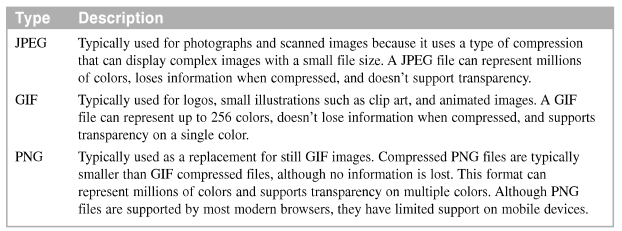 Type Description
JPEG Typically used for photographs and scanned images because it uses a type of compression
that can display complex images with a small file size. A JPEG file can represent millions
of colors, loses information when compressed, and doesn't support transparency.
GIF Typically used for logos, small illustrations such as clip art, and animated images. A GIF
file can represent up to 256 colors, doesn't lose information when compressed, and supports
transparency on a single color.
PNG Typically used as a replacement for still GIF images. Compressed PNG files are typically
smaller than GIF compressed files, although no information is lost. This format can
represent millions of colors and supports transparency on multiple colors. Although PNG
files are supported by most modern browsers, they have limited support on mobile devices.